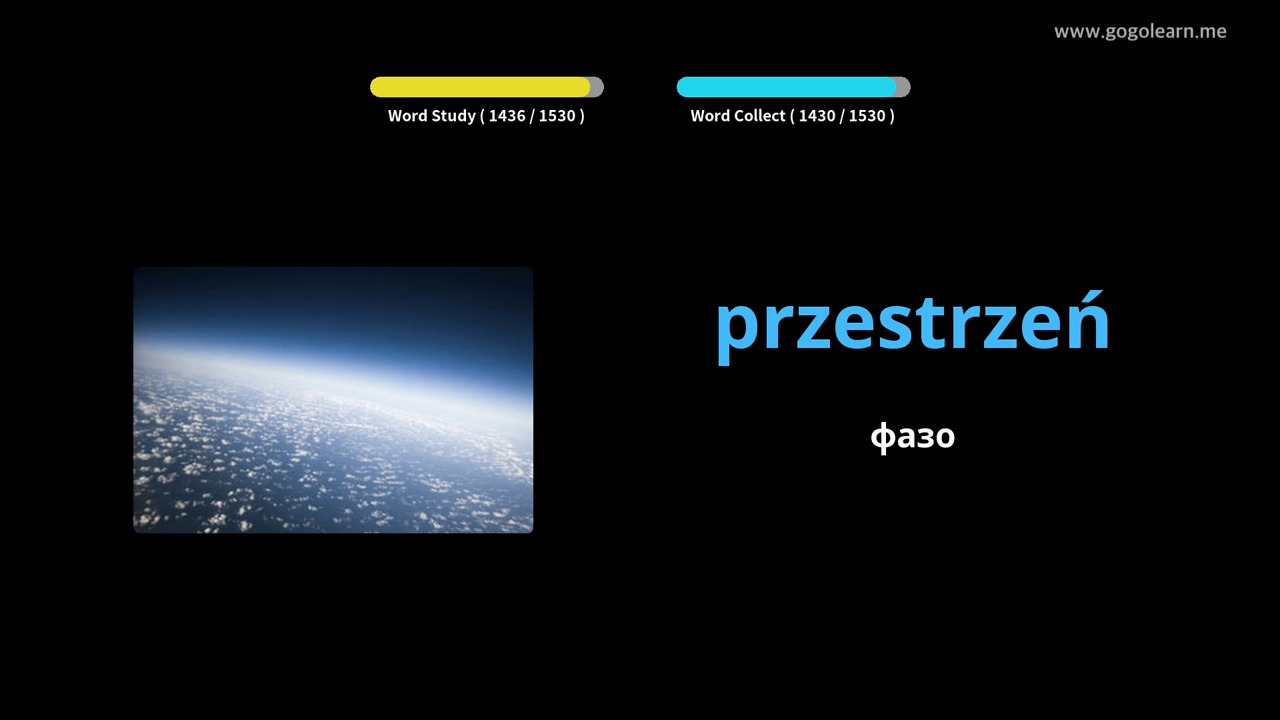 www.gogolearn.me
Word Study ( 1436 / 1530 )
Word Collect ( 1430 / 1530 )
przestrzeń
фазо